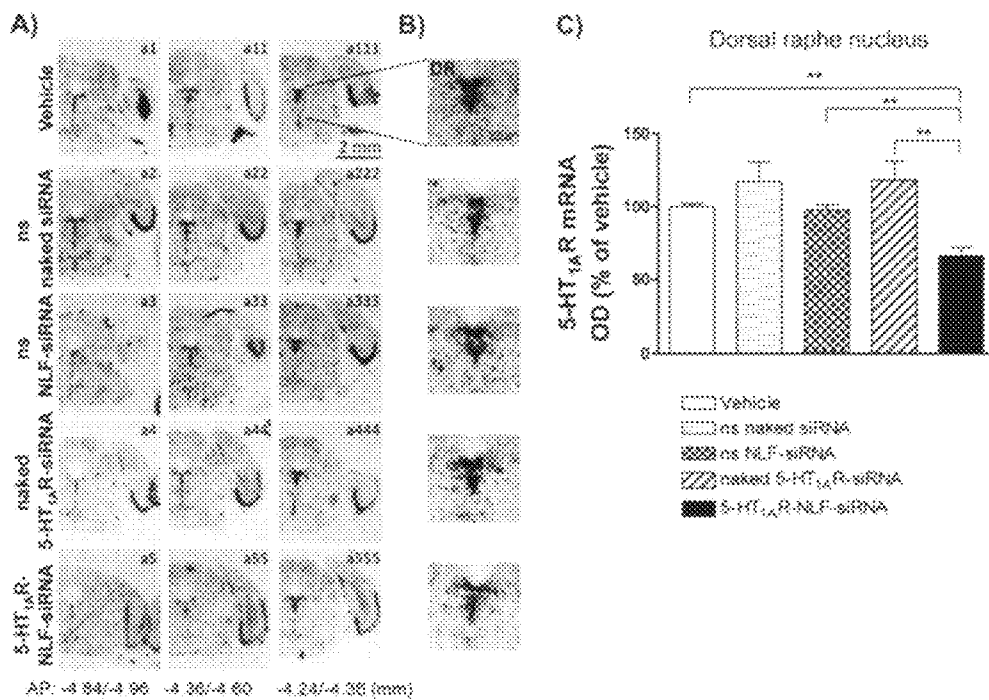 A)
B)
C)
a1
a11
a111
Vehicle
2 mm
DR
a2
a22
a222
ns
naked siRNA
a33
a333
ns
NLF-siRNA
a4
a44
a444
naked
5-HT1AR-siRNA
a5
a55
a555
5-HT1AR-
NLF-siRNA
AP: -4.84/-4.96
-4.36/-4.60
-4.24/-4.36 (mm)
Dorsal raphe nucleus
**
**
**
5-HT1AR mRNA
OD (% of vehicle)
150
100
50
0
Vehicle
ns naked siRNA
ns NLF-siRNA
naked 5-HT1AR-siRNA
5-HT1AR-NLF-siRNA